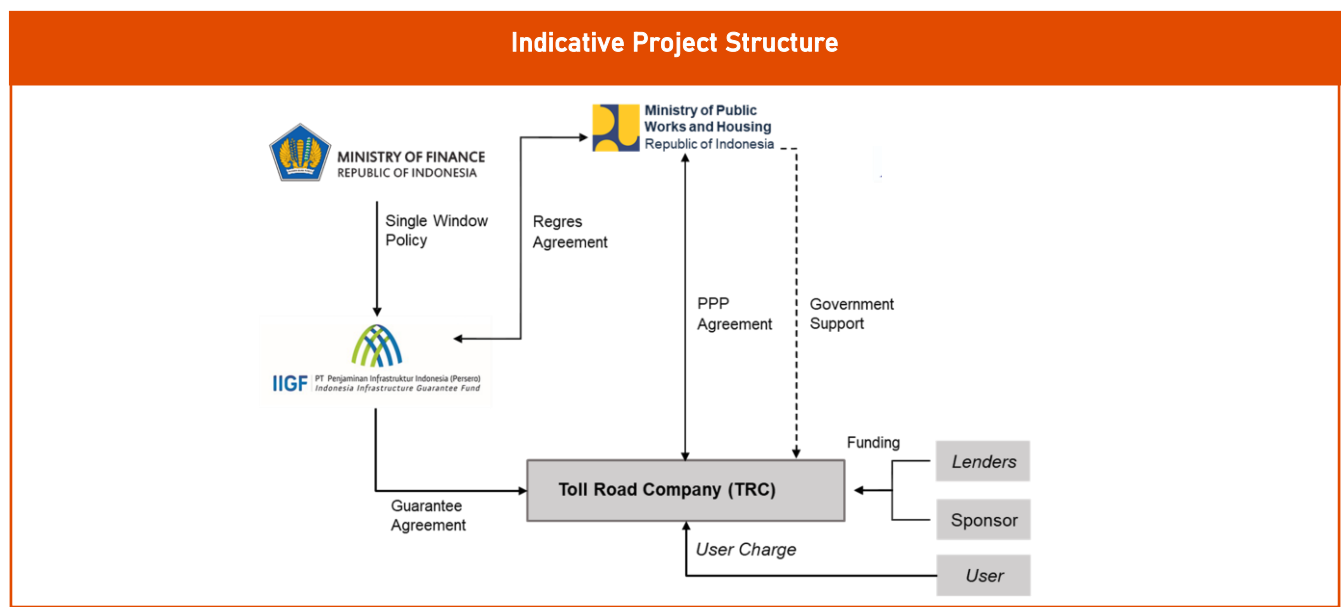 Indicative Project Structure
MINISTRY OF FINANCE
REPUBLIC OF INDONESIA
Ministry of Public
Works and Housing
Republic of Indonesia
Single Window
Policy
Regres
Agreement
PPP
Agreement
Government
Support
IIGF
PT Penjaminan Infrastruktur Indonesia (Persero)
Indonesia Infrastructure Guarantee Fund
Guarantee
Agreement
Toll Road Company (TRC)
Funding
Lenders
Sponsor
User Charge
User